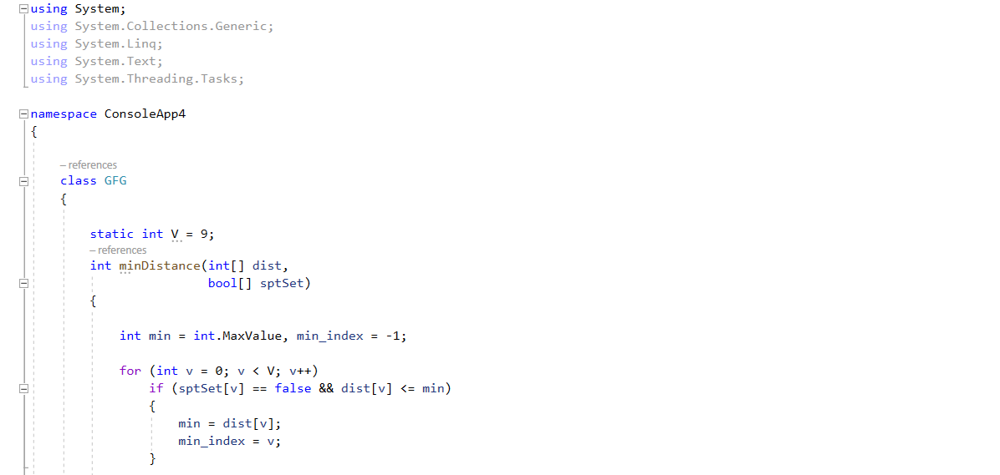 using System;
using System.Collections.Generic;
using System.Linq;
using System.Text;
using System.Threading.Tasks;
namespace ConsoleApp4
{
– references
class GFG
{
static int V = 9;
– references
int minDistance(int[] dist,
bool[] sptSet)
{
int min = int.MaxValue, min_index = -1;
for (int v = 0; v < V; v++)
if (sptSet[v] == false && dist[v] <= min)
{
min = dist[v];
min_index = v;
}